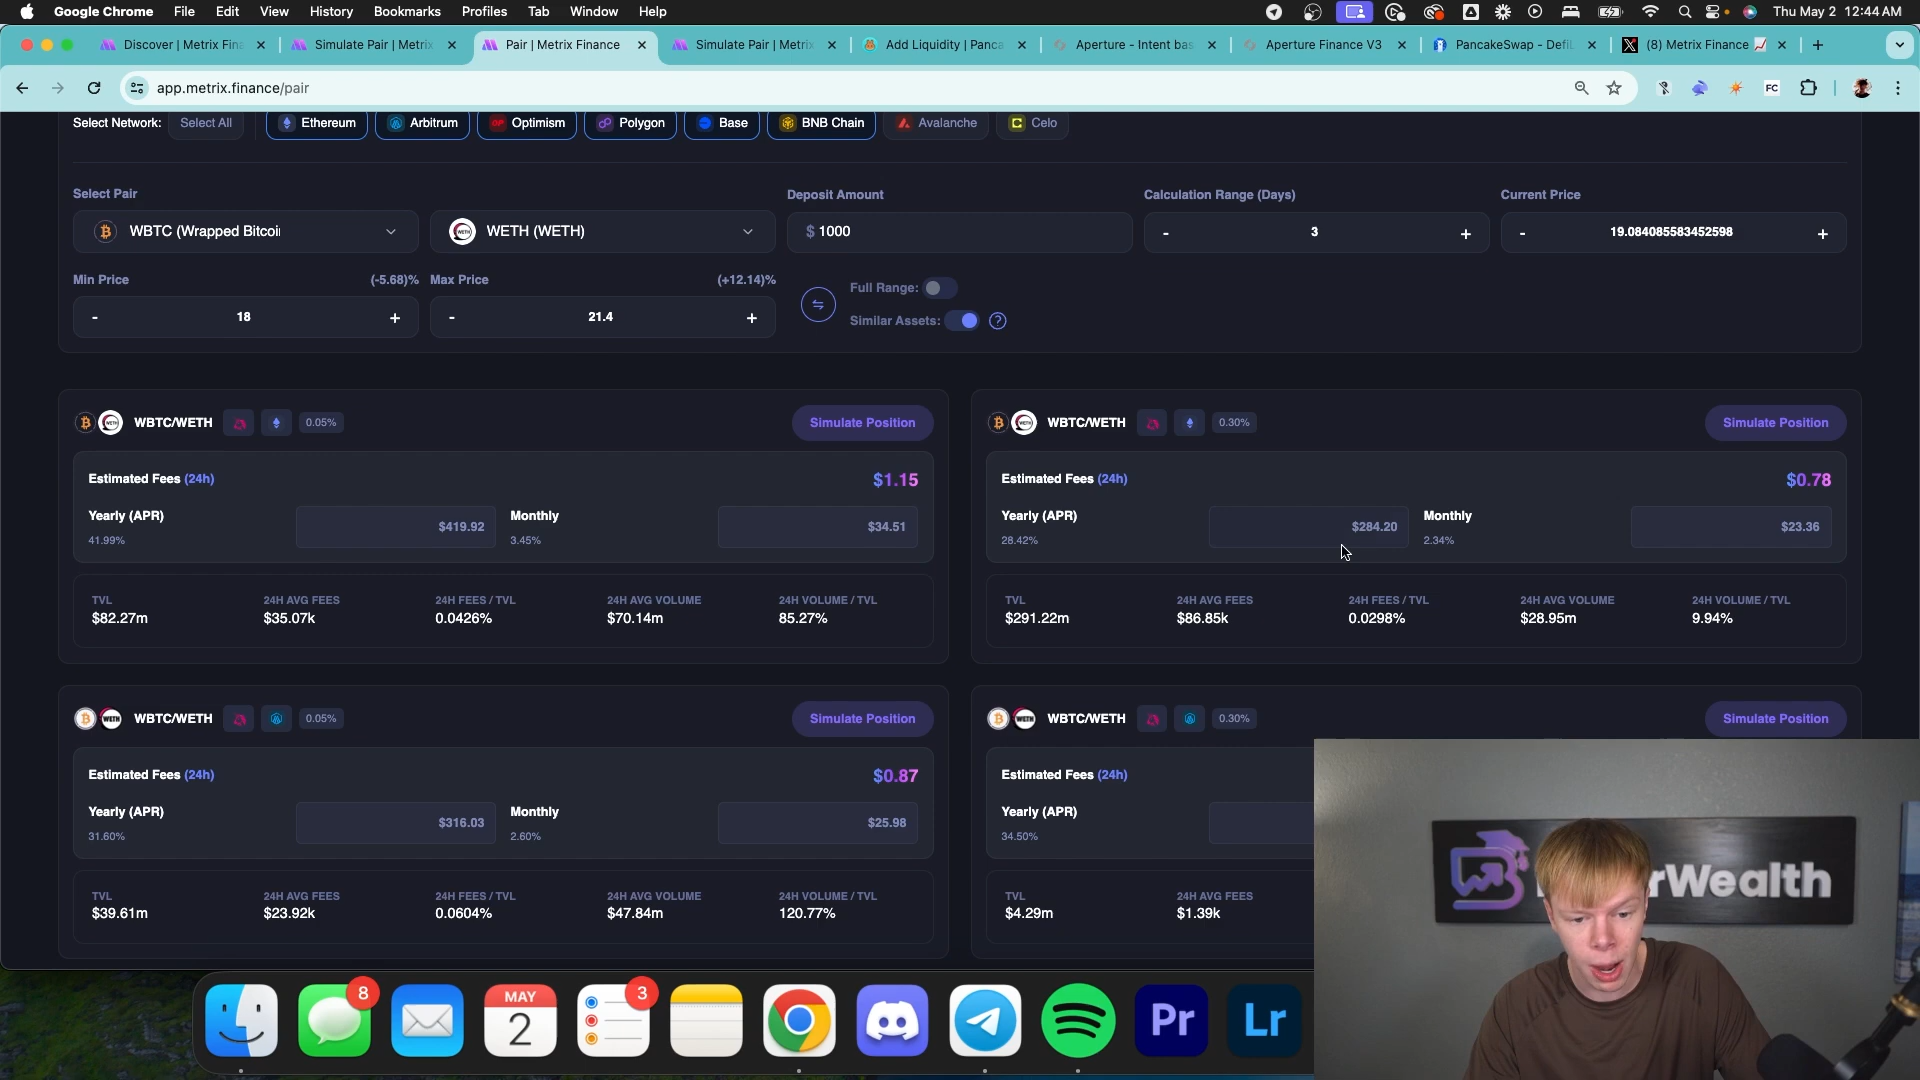 Google Chrome File Edit View History Bookmarks Profiles Tab Window Help Thu May 2 12:44 AM
Discover | Metrix Fin Simulate Pair | Metrix Pair | Metrix Finance Simulate Pair | Metrix Add Liquidity | Panca Aperture - Intent bas Aperture Finance V3 PancakeSwap - DefiL (8) Metrix Finance
app.metrix.finance/pair
FC
Select Network: Select All Ethereum Arbitrum Optimism Polygon Base BNB Chain Avalanche Celo
Select Pair Deposit Amount Calculation Range (Days) Current Price
WBTC (Wrapped Bitcoi WETH (WETH) $ 1000 - 3 + - 19.084085583452598 +
Min Price (-5.68)% Max Price (+12.14)%
Full Range:
- 18 + - 21.4 +
Similar Assets: ?
WBTC/WETH 0.05% Simulate Position
Estimated Fees (24h) $1.15
Yearly (APR) $419.92 Monthly $34.51
41.99% 3.45%
TVL 24H AVG FEES 24H FEES / TVL 24H AVG VOLUME 24H VOLUME / TVL
$82.27m $35.07k 0.0426% $70.14m 85.27%
WBTC/WETH 0.30% Simulate Position
Estimated Fees (24h) $0.78
Yearly (APR) $284.20 Monthly $23.36
28.42% 2.34%
TVL 24H AVG FEES 24H FEES / TVL 24H AVG VOLUME 24H VOLUME / TVL
$291.22m $86.85k 0.0298% $28.95m 9.94%
WBTC/WETH 0.05% Simulate Position
Estimated Fees (24h) $0.87
Yearly (APR) $316.03 Monthly $25.98
31.60% 2.60%
TVL 24H AVG FEES 24H FEES / TVL 24H AVG VOLUME 24H VOLUME / TVL
$39.61m $23.92k 0.0604% $47.84m 120.77%
WBTC/WETH 0.30% Simulate Position
Estimated Fees (24h)
Yearly (APR)
34.50%
TVL 24H AVG FEES
$4.29m $1.39k
rWealth
8 MAY 2 3 Pr Lr